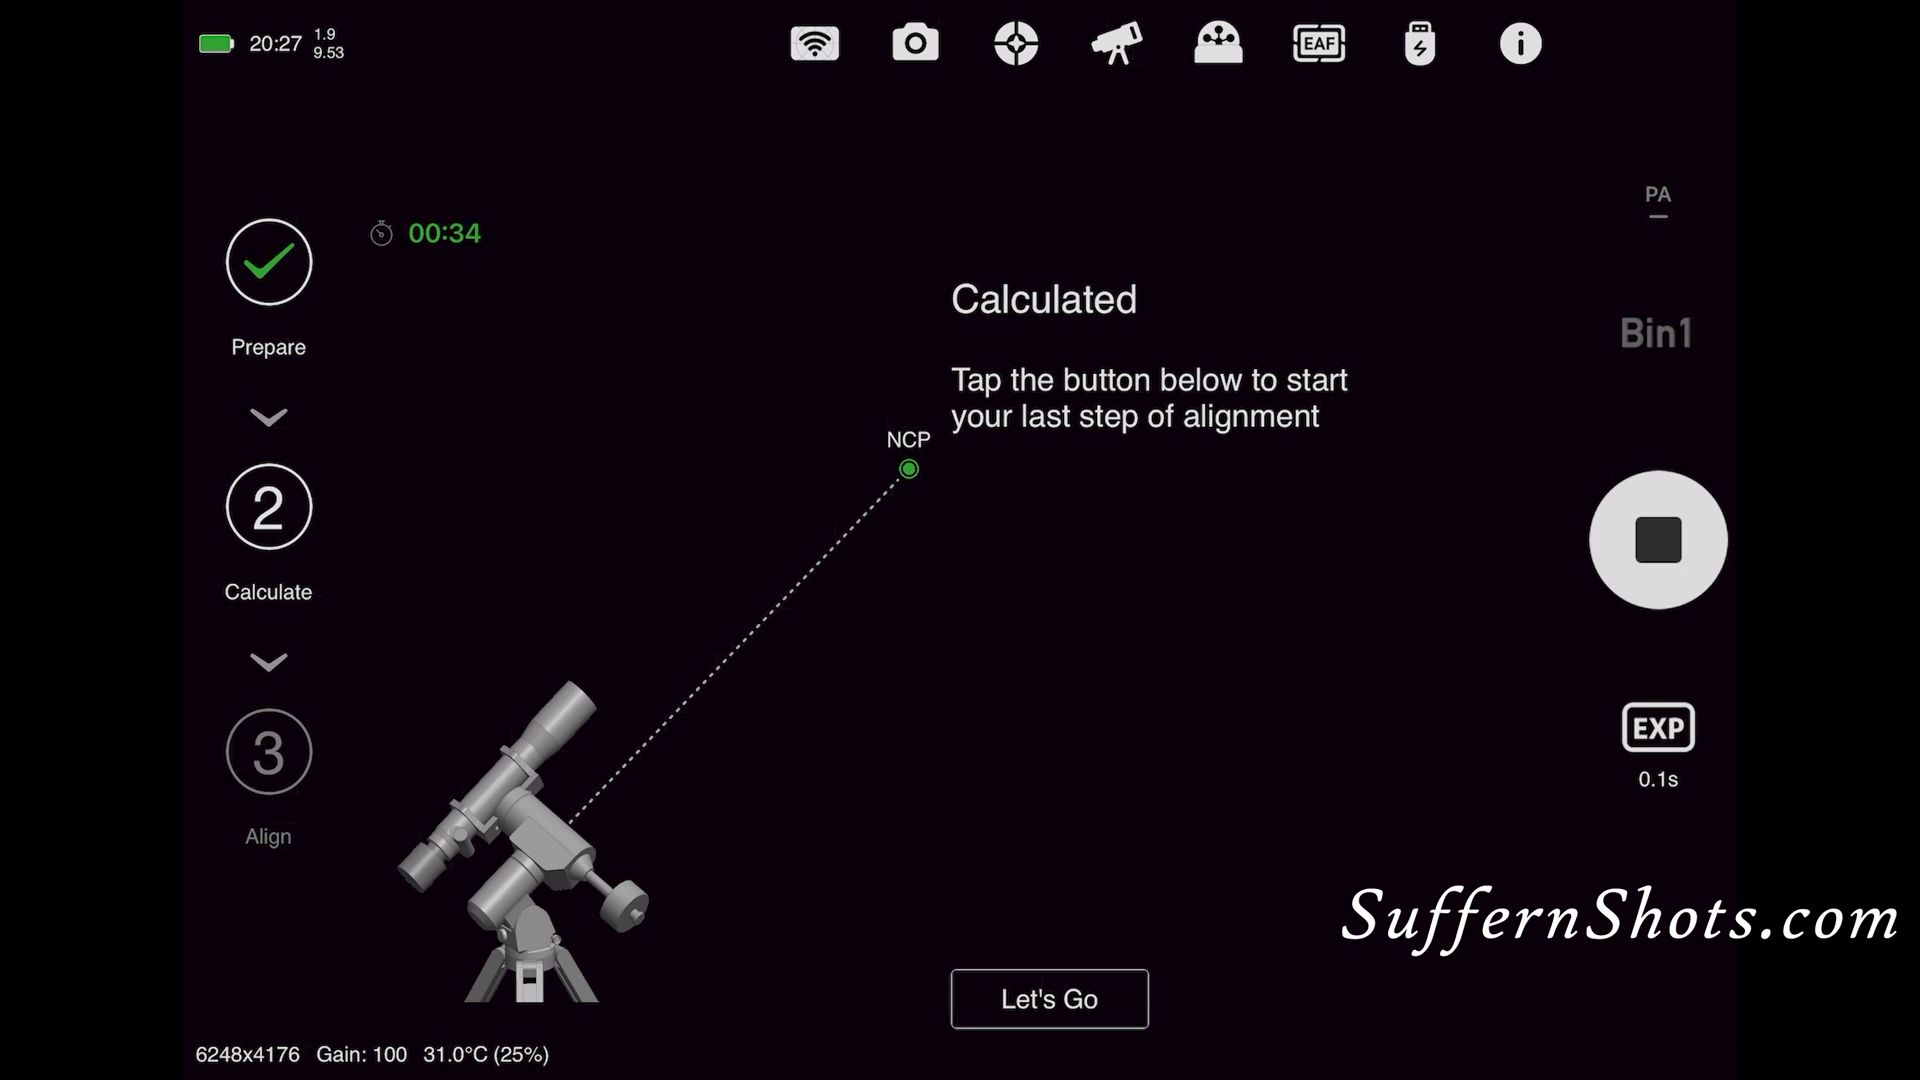 20:27
1.9
9.53
EAF
PA
00:34
Calculated
Bin1
Prepare
Tap the button below to start
your last step of alignment
NCP
2
Calculate
EXP
3
0.1s
Align
SuffernShots.com
Let's Go
6248x4176 Gain: 100 31.0°C (25%)